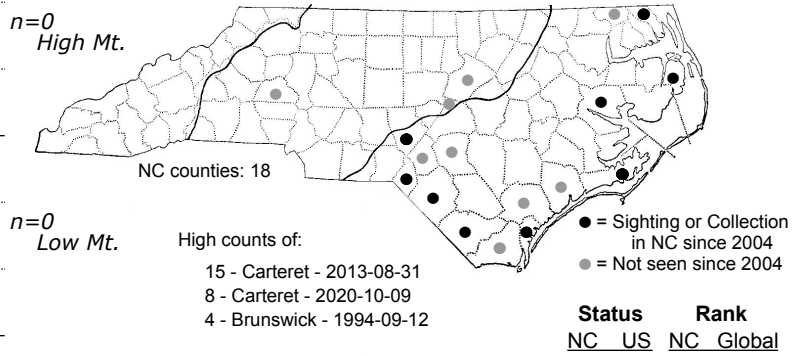 n=0
High Mt.
NC counties: 18
n=0
Low Mt.
High counts of:
15 - Carteret - 2013-08-31
8 - Carteret - 2020-10-09
4 - Brunswick - 1994-09-12
● = Sighting or Collection
in NC since 2004
● = Not seen since 2004
Status Rank
NC US NC Global